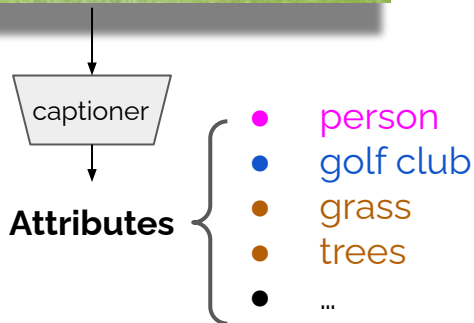 captioner
Attributes
person
golf club
grass
trees
...